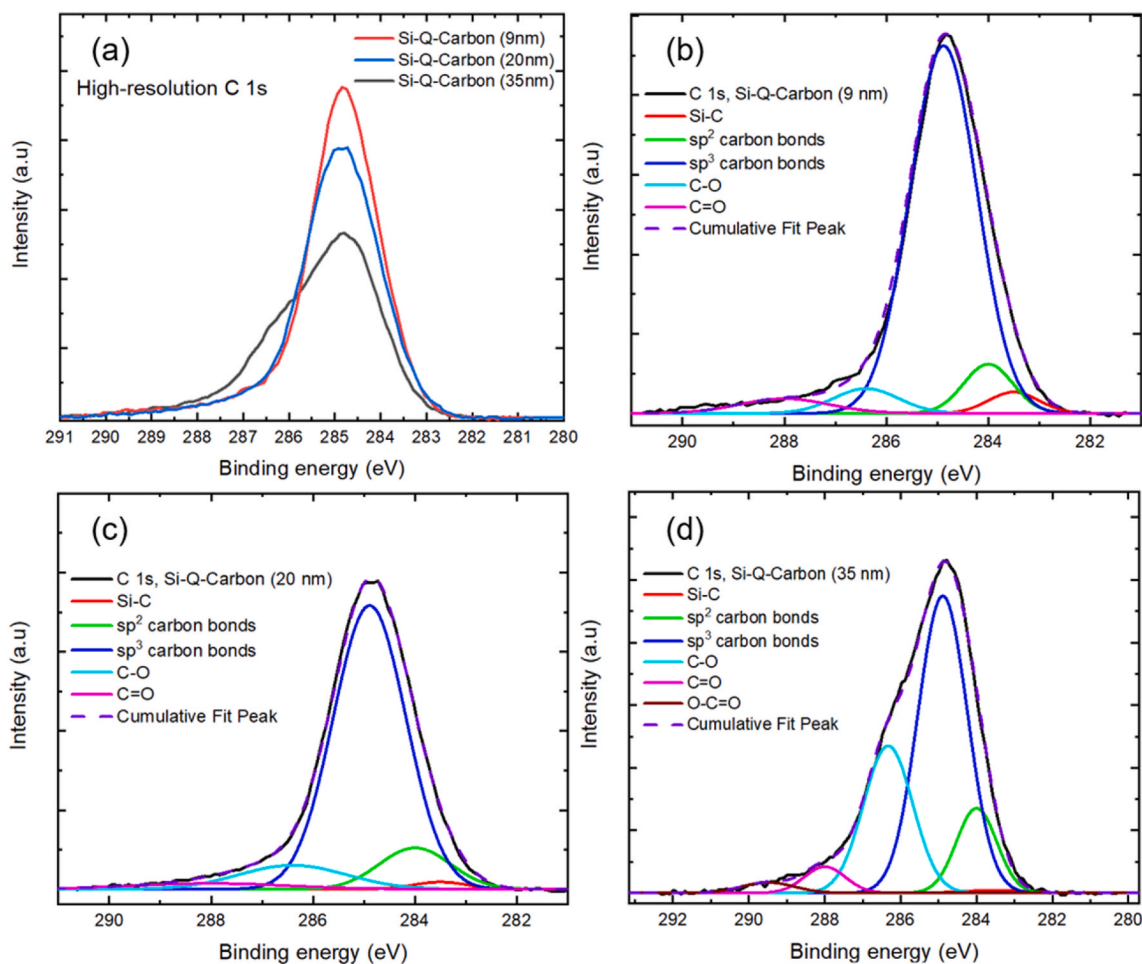 (a)
High-resolution C 1s
Si-Q-Carbon (9nm)
Si-Q-Carbon (20nm)
Si-Q-Carbon (35nm)
Intensity (a.u)
291 290 289 288 287 286 285 284 283 282 281 280
Binding energy (eV)
(b)
C 1s, Si-Q-Carbon (9 nm)
Si-C
sp² carbon bonds
sp³ carbon bonds
C-O
C=O
Cumulative Fit Peak
Intensity (a.u)
290 288 286 284 282
Binding energy (eV)
(c)
C 1s, Si-Q-Carbon (20 nm)
Si-C
sp² carbon bonds
sp³ carbon bonds
C-O
C=O
Cumulative Fit Peak
Intensity (a.u)
290 288 286 284 282
Binding energy (eV)
(d)
C 1s, Si-Q-Carbon (35 nm)
Si-C
sp² carbon bonds
sp³ carbon bonds
C-O
C=O
O-C=O
Cumulative Fit Peak
Intensity (a.u)
292 290 288 286 284 282 280
Binding energy (eV)